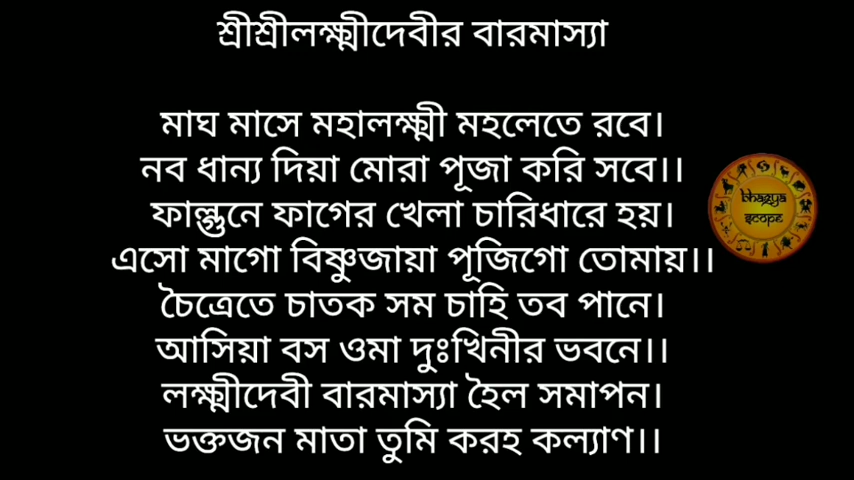 শ্রীশ্রীলক্ষ্মীদেবীর বারমাস্যা
মাঘ মাসে মহালক্ষ্মী মহলেতে রবে।
নব ধান্য দিয়া মোরা পূজা করি সবে।।
ফাল্গুনে ফাগের খেলা চারিধারে হয়।
এসো মাগো বিষ্ণুজায়া পূজিগো তোমায়।।
চৈত্রেতে চাতক সম চাহি তব পানে।
আসিয়া বস ওমা দুঃখিনীর ভবনে।।
লক্ষ্মীদেবী বারমাস্যা হৈল সমাপন।
ভক্তজন মাতা তুমি করহ কল্যাণ।।
bhagya
scope